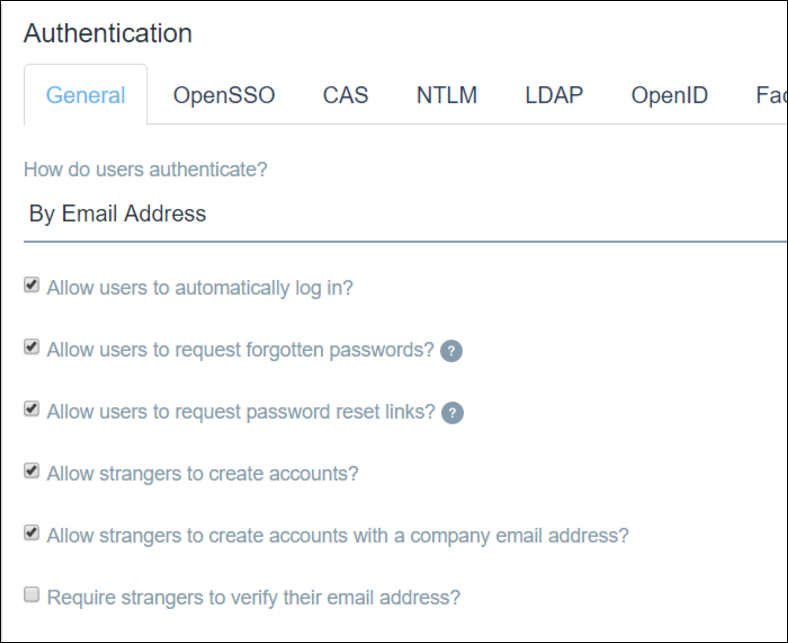 Authentication
General OpenSSO CAS NTLM LDAP OpenID Fac
How do users authenticate?
By Email Address
Allow users to automatically log in?
Allow users to request forgotten passwords? ?
Allow users to request password reset links? ?
Allow strangers to create accounts?
Allow strangers to create accounts with a company email address?
Require strangers to verify their email address?